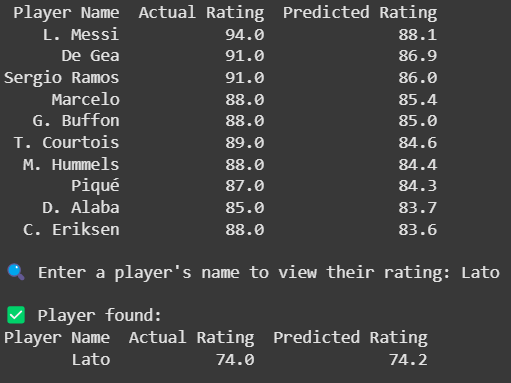 Player Name Actual Rating Predicted Rating
L. Messi 94.0 88.1
De Gea 91.0 86.9
Sergio Ramos 91.0 86.0
Marcelo 88.0 85.4
G. Buffon 88.0 85.0
T. Courtois 89.0 84.6
M. Hummels 88.0 84.4
Piqué 87.0 84.3
D. Alaba 85.0 83.7
C. Eriksen 88.0 83.6
🔍 Enter a player's name to view their rating: Lato
✅ Player found:
Player Name Actual Rating Predicted Rating
Lato 74.0 74.2